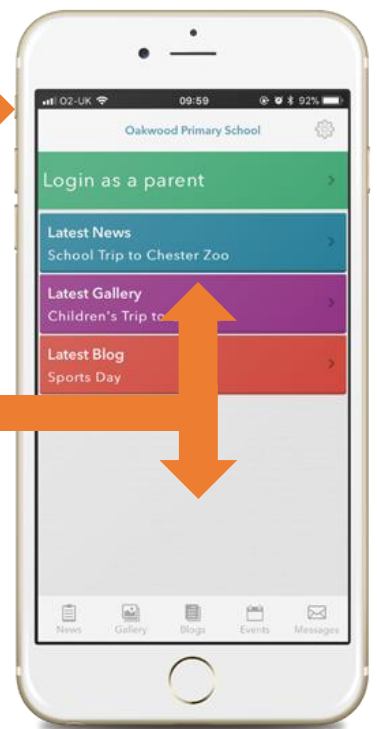 O2-UK 09:59 92%
Oakwood Primary School
Login as a parent
Latest News
School Trip to Chester Zoo
Latest Gallery
Children's Trip to
Latest Blog
Sports Day
News Gallery Blogs Events Messages